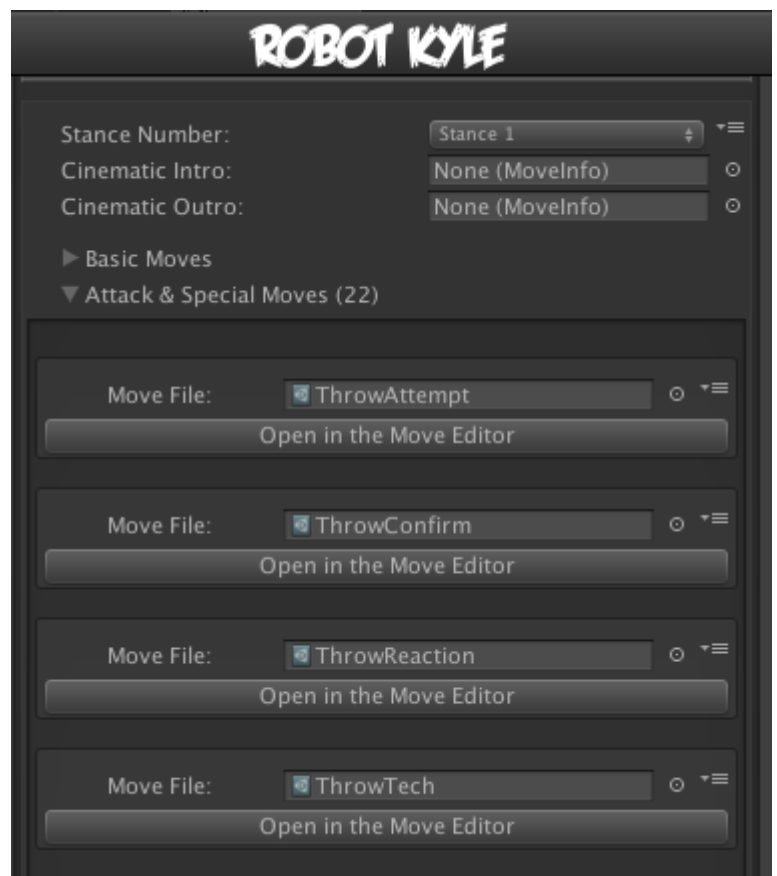 ROBOT KYLE
Stance Number: Stance 1
Cinematic Intro: None (MoveInfo)
Cinematic Outro: None (MoveInfo)
Basic Moves
Attack & Special Moves (22)
Move File: ThrowAttempt
Open in the Move Editor
Move File: ThrowConfirm
Open in the Move Editor
Move File: ThrowReaction
Open in the Move Editor
Move File: ThrowTech
Open in the Move Editor